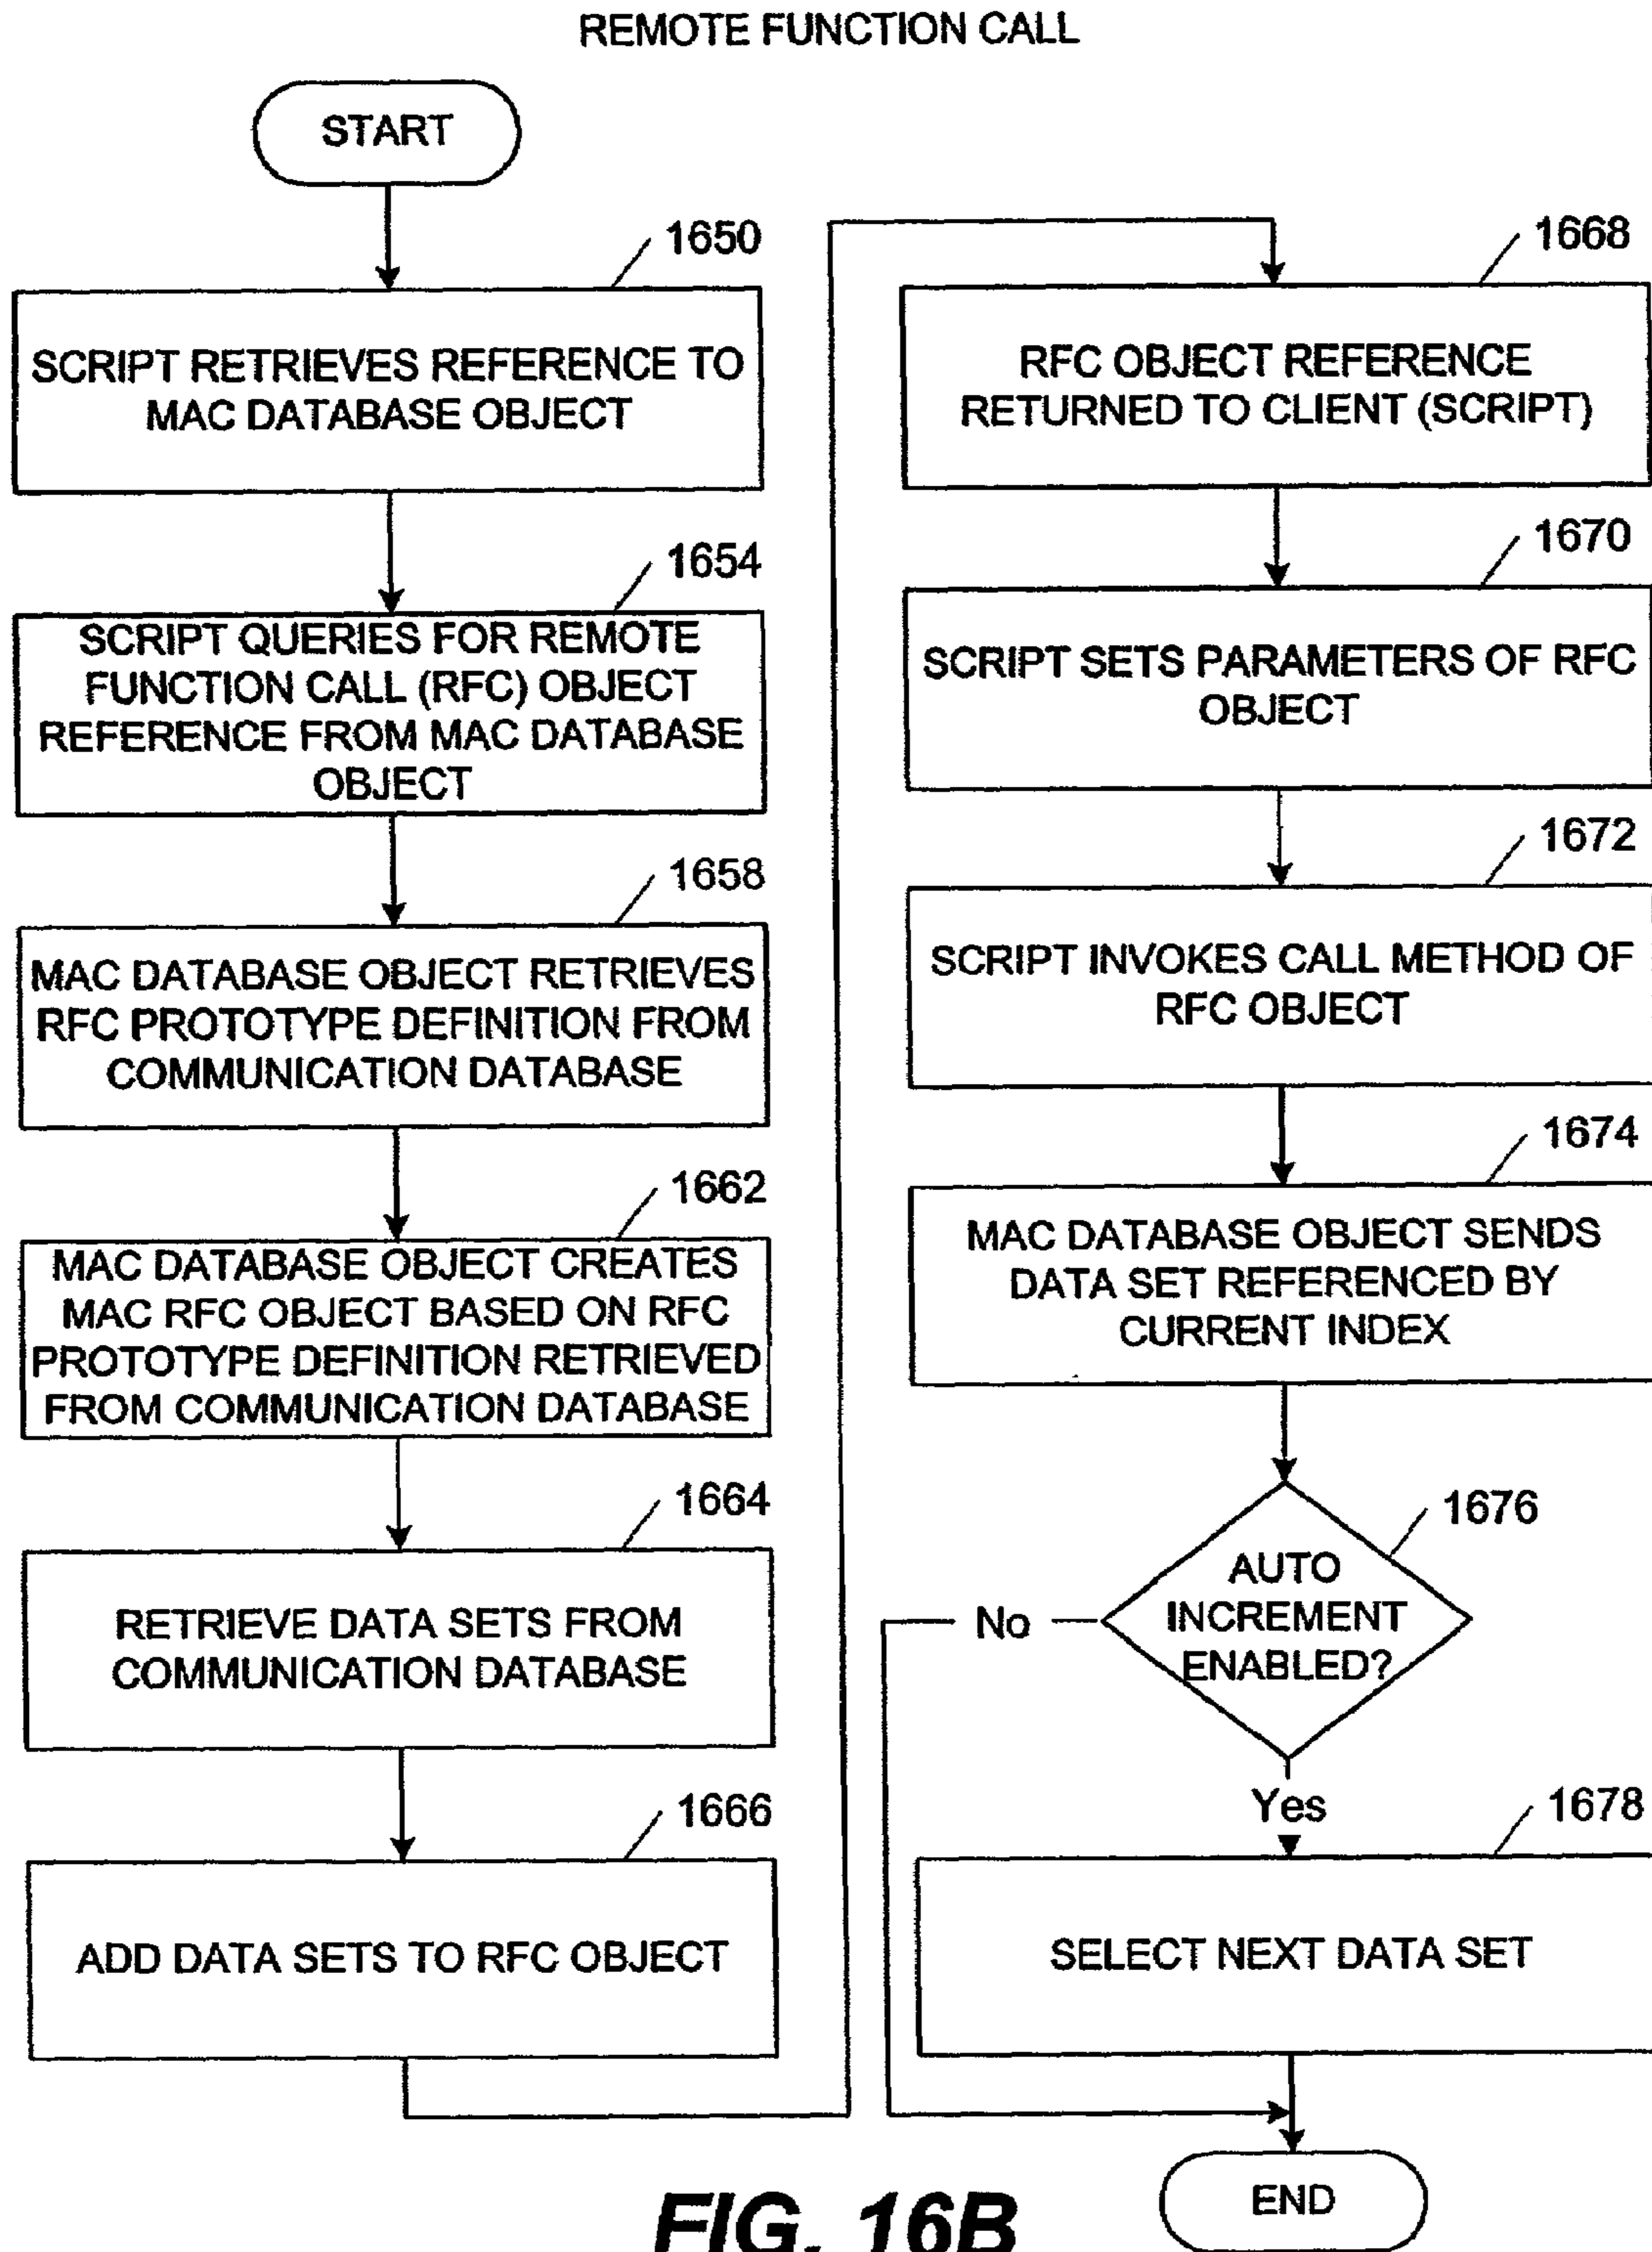 REMOTE FUNCTION CALL
START
1650
SCRIPT RETRIEVES REFERENCE TO
MAC DATABASE OBJECT
1654
SCRIPT QUERIES FOR REMOTE
FUNCTION CALL (RFC) OBJECT
REFERENCE FROM MAC DATABASE
OBJECT
1658
MAC DATABASE OBJECT RETRIEVES
RFC PROTOTYPE DEFINITION FROM
COMMUNICATION DATABASE
1662
MAC DATABASE OBJECT CREATES
MAC RFC OBJECT BASED ON RFC
PROTOTYPE DEFINITION RETRIEVED
FROM COMMUNICATION DATABASE
1664
RETRIEVE DATA SETS FROM
COMMUNICATION DATABASE
1666
ADD DATA SETS TO RFC OBJECT
1668
RFC OBJECT REFERENCE
RETURNED TO CLIENT (SCRIPT)
1670
SCRIPT SETS PARAMETERS OF RFC
OBJECT
1672
SCRIPT INVOKES CALL METHOD OF
RFC OBJECT
1674
MAC DATABASE OBJECT SENDS
DATA SET REFERENCED BY
CURRENT INDEX
1676
AUTO
INCREMENT
ENABLED?
No
Yes
1678
SELECT NEXT DATA SET
END
FIG. 16B